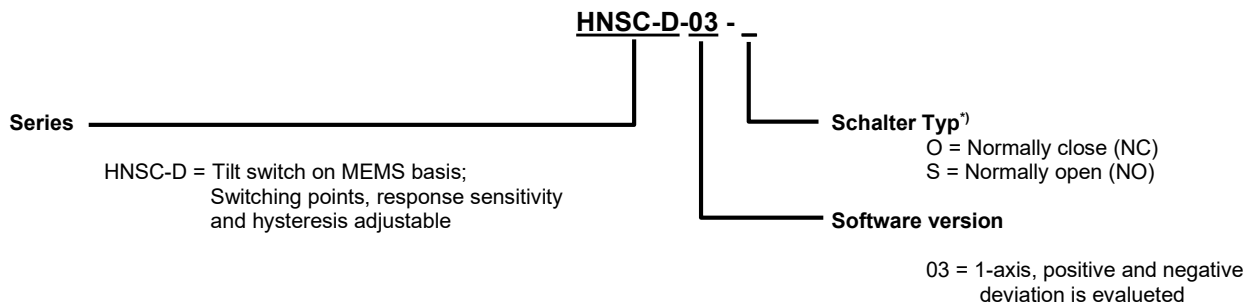 HNSC-D-03 - _
Series
HNSC-D = Tilt switch on MEMS basis;
Switching points, response sensitivity
and hysteresis adjustable
Schalter Typ*)
O = Normally close (NC)
S = Normally open (NO)
Software version
03 = 1-axis, positive and negative
deviation is evalueted